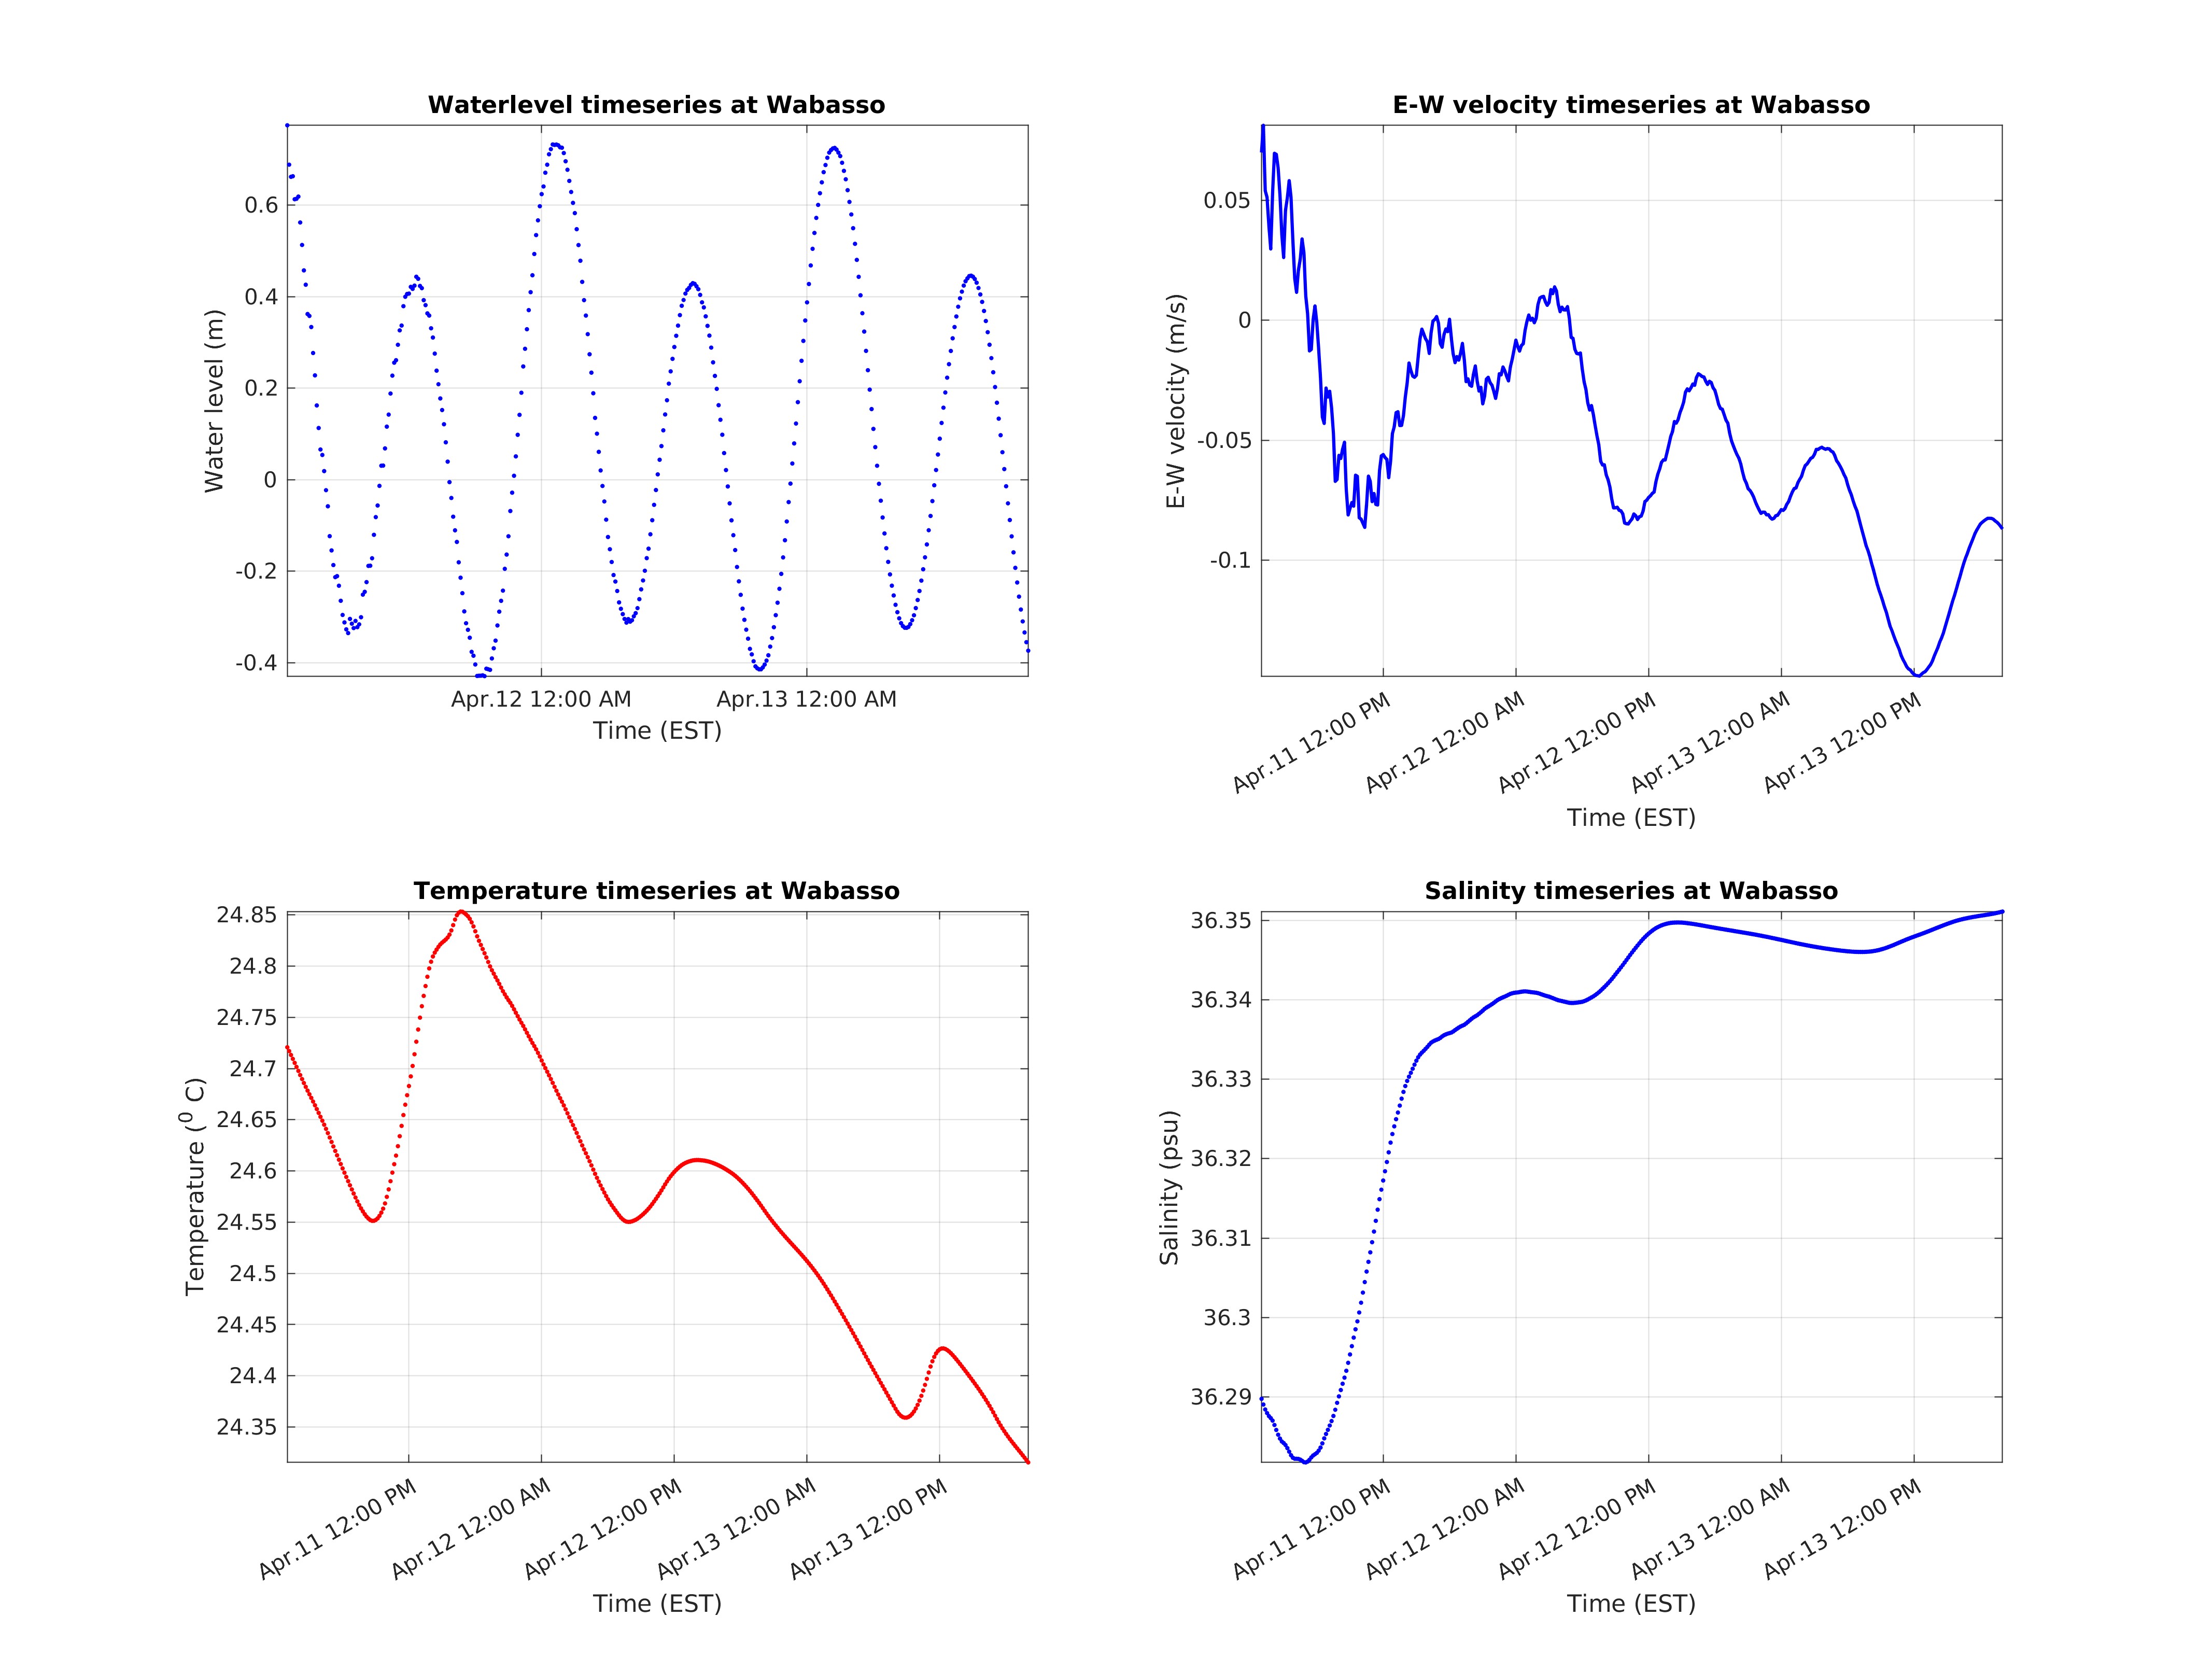 Waterlevel timeseries at Wabasso
0.6
0.4
0.2
0
-0.2
-0.4
Water level (m)
Apr.12 12:00 AM
Apr.13 12:00 AM
Time (EST)
E-W velocity timeseries at Wabasso
0.05
0
-0.05
-0.1
E-W velocity (m/s)
Apr.11 12:00 PM
Apr.12 12:00 AM
Apr.12 12:00 PM
Apr.13 12:00 AM
Apr.13 12:00 PM
Time (EST)
Temperature timeseries at Wabasso
24.85
24.8
24.75
24.7
24.65
24.6
24.55
24.5
24.45
24.4
24.35
Temperature (⁰ C)
Apr.11 12:00 PM
Apr.12 12:00 AM
Apr.12 12:00 PM
Apr.13 12:00 AM
Apr.13 12:00 PM
Time (EST)
Salinity timeseries at Wabasso
36.35
36.34
36.33
36.32
36.31
36.3
36.29
Salinity (psu)
Apr.11 12:00 PM
Apr.12 12:00 AM
Apr.12 12:00 PM
Apr.13 12:00 AM
Apr.13 12:00 PM
Time (EST)